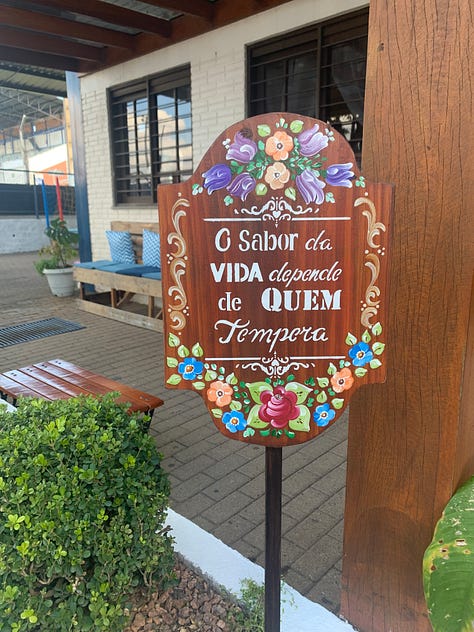 O Sabor da
VIDA depende
de QUEM
Tempera